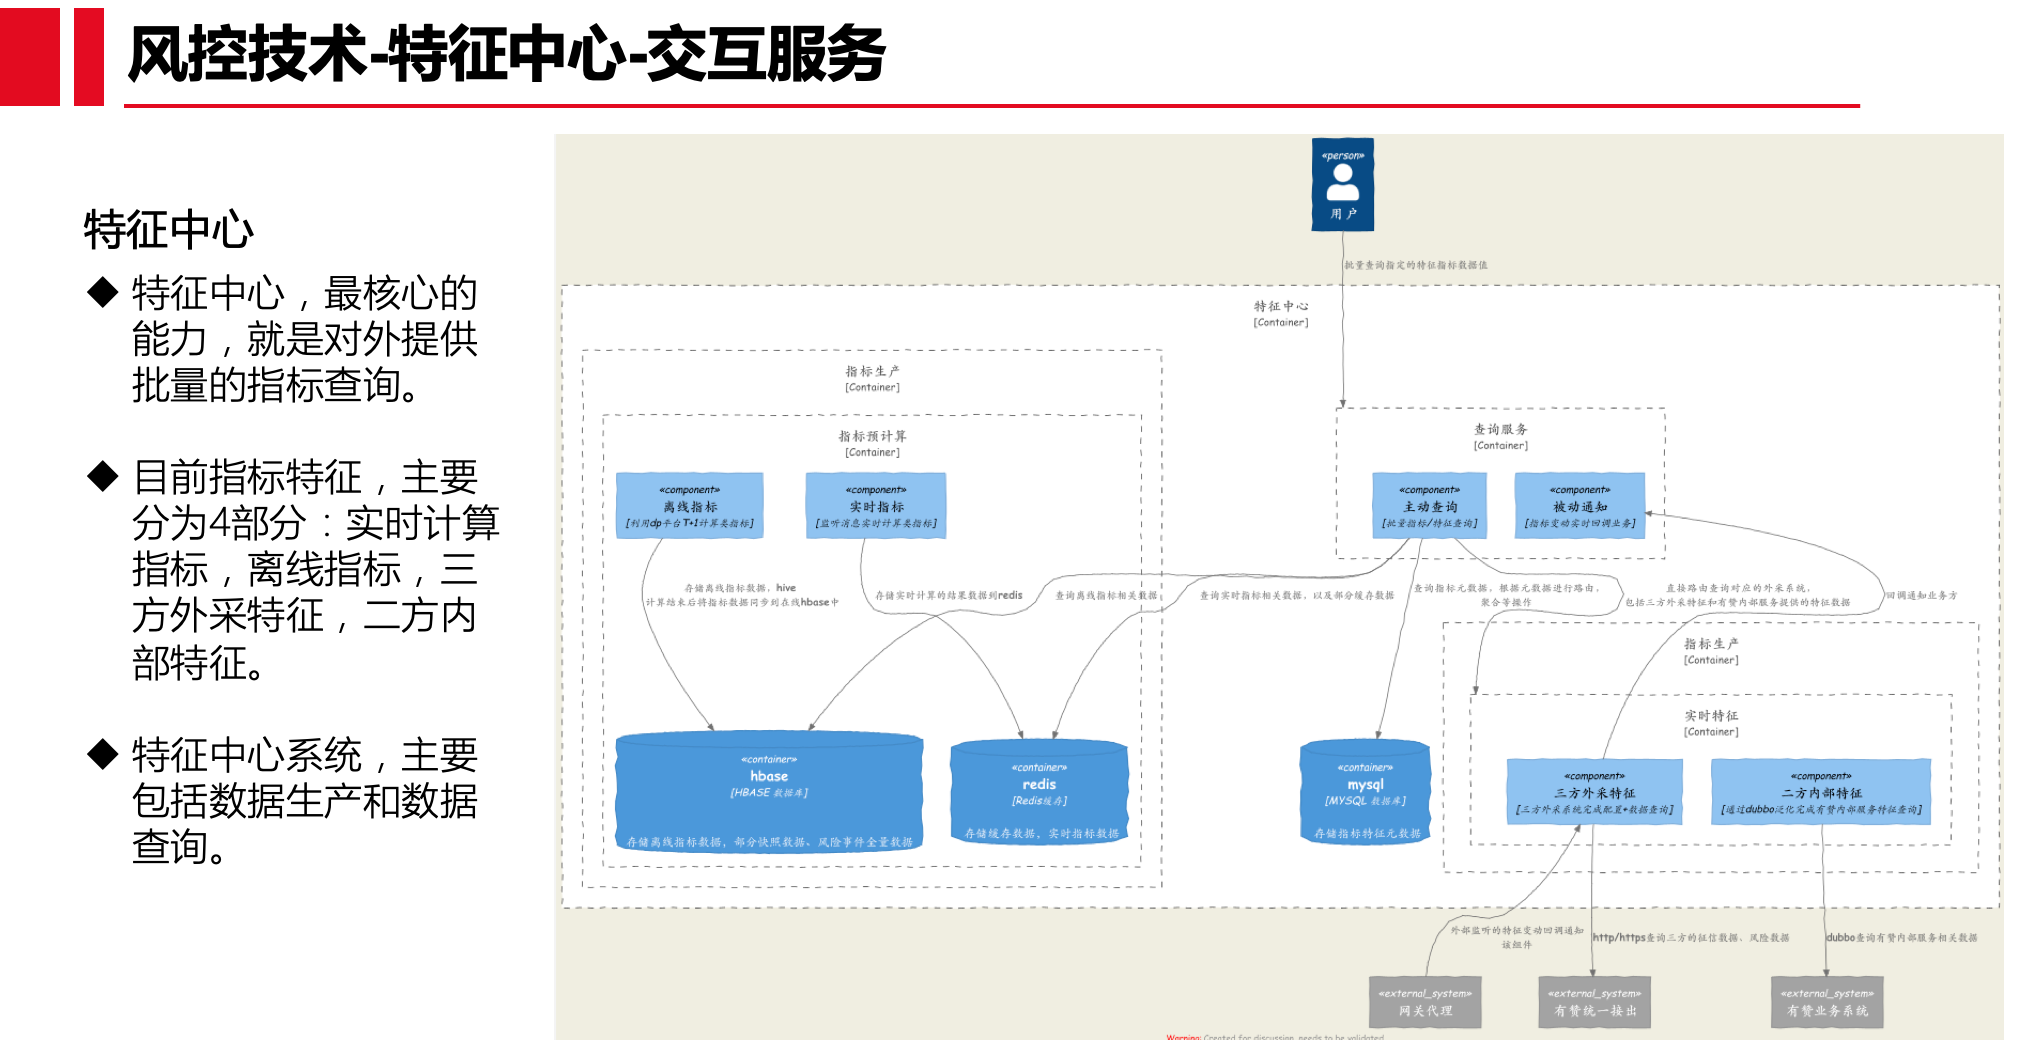 风控技术-特征中心-交互服务
特征中心
特征中心，最核心的
能力，就是对外提供
批量的指标查询。
目前指标特征，主要
分为4部分：实时计算
指标，离线指标，三
方外采特征，二方内
部特征。
特征中心系统，主要
包括数据生产和数据
查询。
«person»
用户
批量查询指定的特征指标数据值
特征中心
[Container]
指标生产
[Container]
指标预计算
[Container]
«component»
离线指标
[利用dp平台T+1计算类指标]
«component»
实时指标
[监听消息实时计算类指标]
查询服务
[Container]
«component»
主动查询
[批量指标/特征查询]
«component»
被动通知
[指标变动实时回调业务]
存储离线指标数据，hive
计算结束后将指标数据同步到在线hbase中
存储实时计算的结果数据到redis
查询离线指标相关数据
查询实时指标相关数据，以及部分缓存数据
查询指标元数据，根据元数据进行路由，
聚合等操作
直接路由查询对应的外采系统，
包括三方外采特征和有赞内部服务提供的特征数据
回调通知业务方
指标生产
[Container]
实时特征
[Container]
«container»
hbase
[HBASE 数据库]
存储离线指标数据，部分快照数据、风险事件全量数据
«container»
redis
[Redis缓存]
存储缓存数据，实时指标数据
«container»
mysql
[MYSQL 数据库]
存储指标特征元数据
«component»
三方外采特征
[三方外采系统完成配置+数据查询]
«component»
二方内部特征
[通过dubbo泛化完成有赞内部服务特征查询]
外部监听的特征变动回调通知
该组件
http/https查询三方的征信数据、风险数据
dubbo查询有赞内部服务相关数据
«external_system»
网关代理
«external_system»
有赞统一接出
«external_system»
有赞业务系统
Warning: Created for discussion, needs to be validated